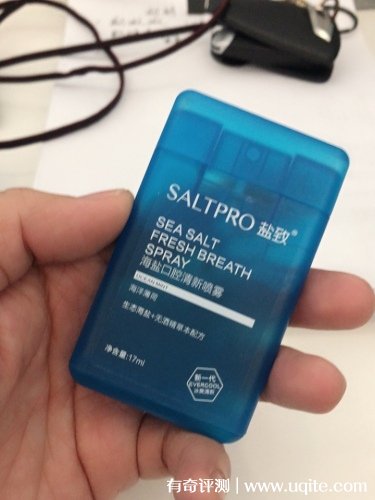 SALTPRO 盐致®
SEA SALT
FRESH BREATH
SPRAY
海盐口腔清新喷雾
OCEAN MINT
海洋薄荷
生态青盐+无酒精草本配方
净含量:17ml
新一代
EVERCOOL
有奇评测 | www.uqite.com